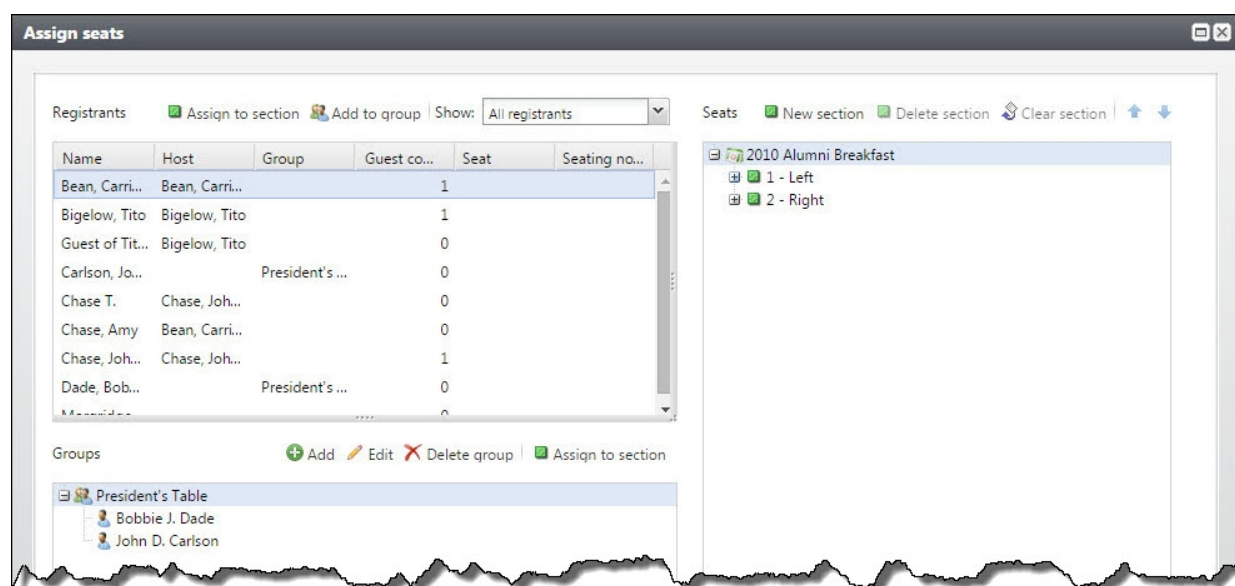 Assign seats
Registrants Assign to section Add to group Show: All registrants
Name Host Group Guest co... Seat Seating no...
Bean, Carri... Bean, Carri... 1
Bigelow, Tito Bigelow, Tito 1
Guest of Tit... Bigelow, Tito 0
Carlson, Jo... President's ... 0
Chase T. Chase, Joh... 0
Chase, Amy Bean, Carri... 0
Chase, Joh... Chase, Joh... 1
Dade, Bob... President's ... 0
Groups Add Edit Delete group Assign to section
President's Table
Bobbie J. Dade
John D. Carlson
Seats New section Delete section Clear section
2010 Alumni Breakfast
1 - Left
2 - Right